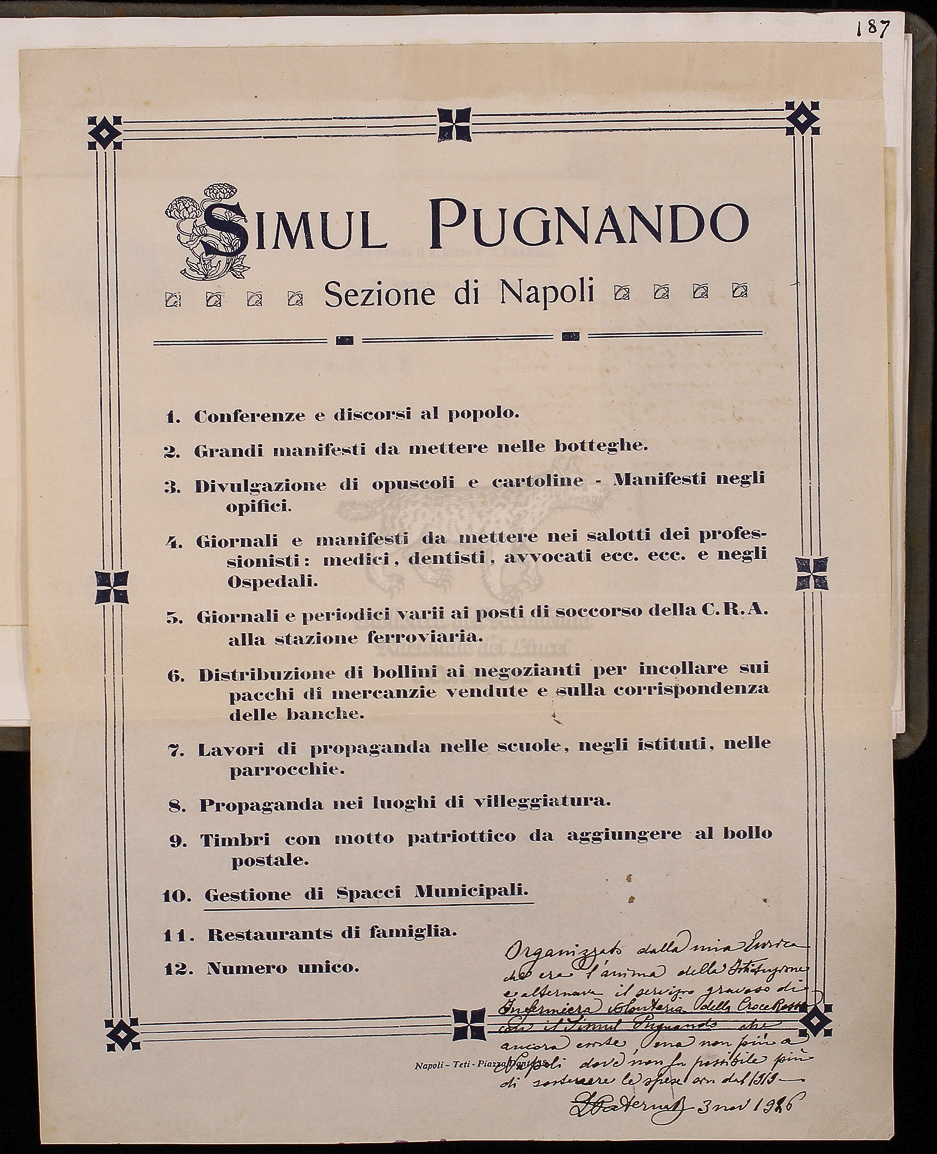 187
SIMUL PUGNANDO
Sezione di Napoli
1. Conferenze e discorsi al popolo.
2. Grandi manifesti da mettere nelle botteghe.
3. Divulgazione di opuscoli e cartoline - Manifesti negli
opifici.
4. Giornali e manifesti da mettere nei salotti dei profes-
sionisti: medici, dentisti, avvocati ecc. ecc. e negli
Ospedali.
5. Giornali e periodici varii ai posti di soccorso della C.R.A.
alla stazione ferroviaria.
6. Distribuzione di bollini ai negozianti per incollare sui
pacchi di mercanzie vendute e sulla corrispondenza
delle banche.
7. Lavori di propaganda nelle scuole, negli istituti, nelle
parrocchie.
8. Propaganda nei luoghi di villeggiatura.
9. Timbri con motto patriottico da aggiungere al bollo
postale.
10. Gestione di Spacci Municipali.
11. Restaurants di famiglia.
12. Numero unico.
Organizzato dalla mia Enrica
che era l'anima della Istituzione
e alternava il servizio gravoso di
Infermiera volontaria della Croce Rossa
con il Simul Pugnando che
ancora esiste ma non più a
Napoli dove non fu possibile più
di sostenere le spese dal 1919
3 nov 1926
Napoli - Teti - Piazza